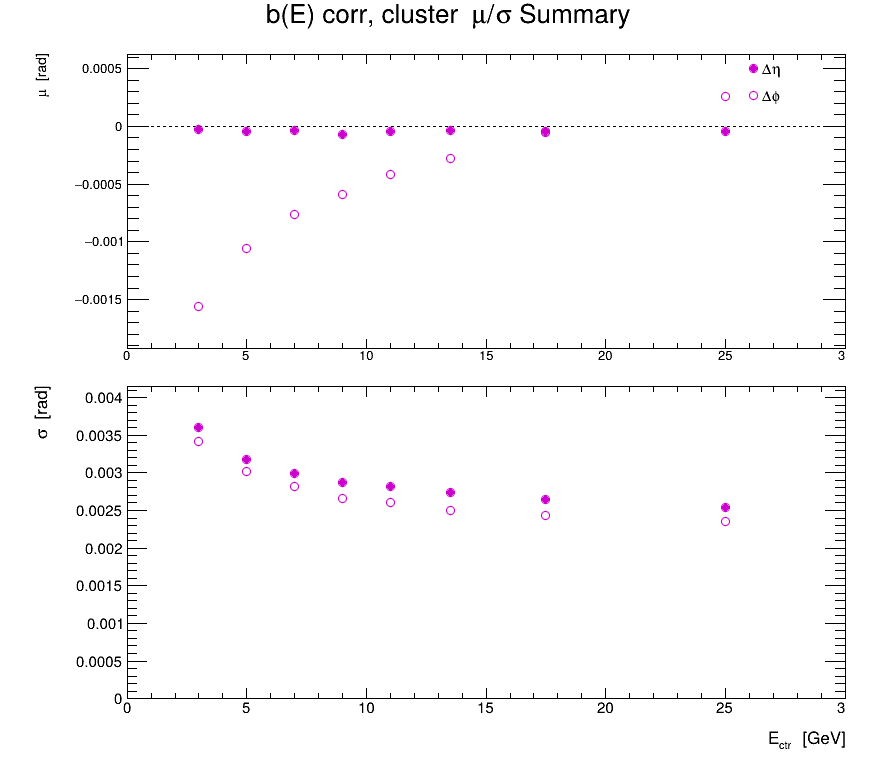 b(E) corr, cluster μ/σ Summary
μ [rad]
0.0005
0
−0.0005
−0.001
−0.0015
Δη
Δϕ
0 5 10 15 20 25 3
σ [rad]
0.004
0.0035
0.003
0.0025
0.002
0.0015
0.001
0.0005
0
0 5 10 15 20 25 3
E_ctr [GeV]